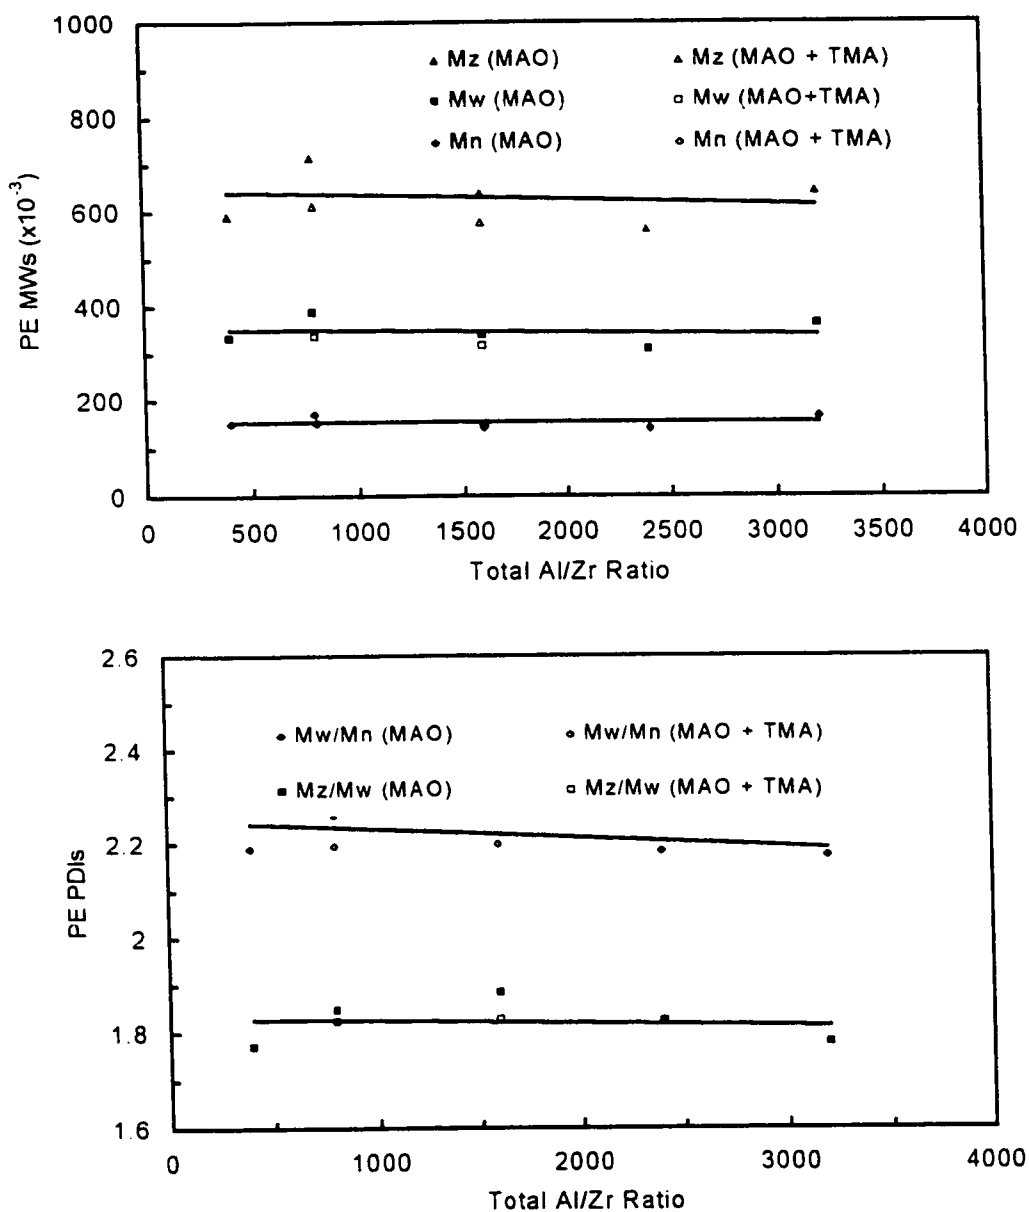 1000
Mz (MAO) Mz (MAO + TMA)
Mw (MAO) Mw (MAO+TMA)
800
Mn (MAO) Mn (MAO + TMA)
PE MWs (x10-3)
600
400
200
0
0 500 1000 1500 2000 2500 3000 3500 4000
Total Al/Zr Ratio
2.6
Mw/Mn (MAO) Mw/Mn (MAO + TMA)
2.4
Mz/Mw (MAO) Mz/Mw (MAO + TMA)
2.2
PE PDIs
2
1.8
1.6
0 1000 2000 3000 4000
Total Al/Zr Ratio